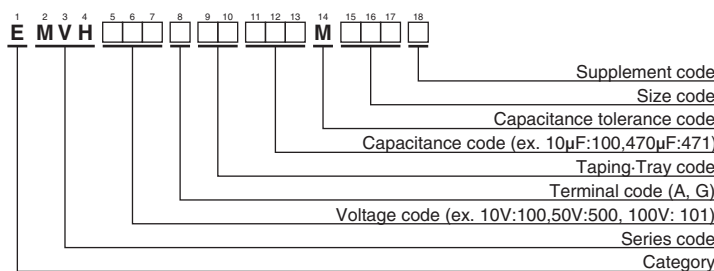 1 2 3 4 5 6 7 8 9 10 11 12 13 14 15 16 17 18
E M V H M
Supplement code
Size code
Capacitance tolerance code
Capacitance code (ex. 10μF:100,470μF:471)
Taping·Tray code
Terminal code (A, G)
Voltage code (ex. 10V:100,50V:500, 100V: 101)
Series code
Category